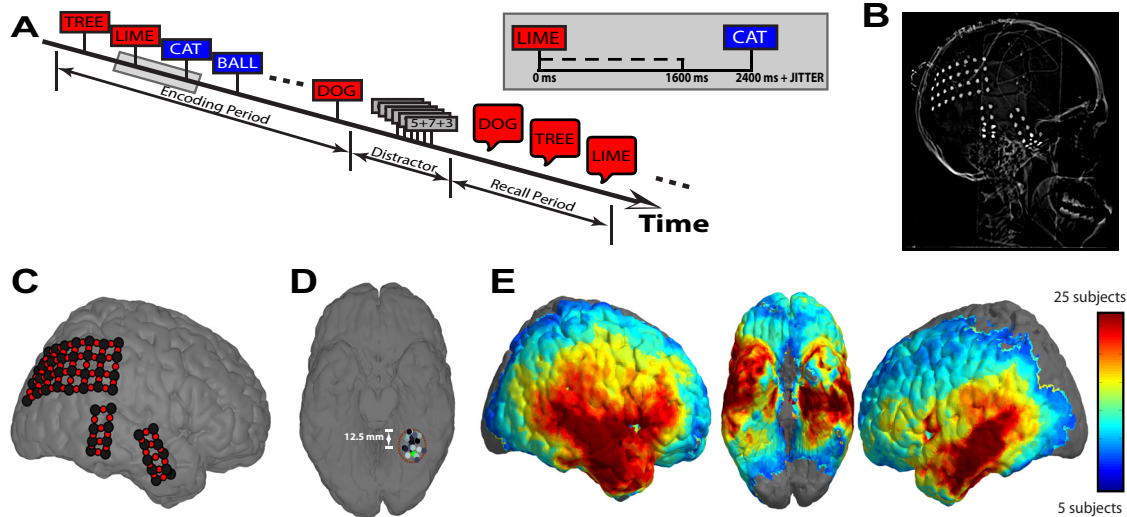 A
TREE
LIME
CAT
BALL
DOG
5+7+3
DOG
TREE
LIME
Encoding Period
Distractor
Recall Period
Time
LIME
CAT
0 ms
1600 ms
2400 ms + JITTER
B
C
D
12.5 mm
E
25 subjects
5 subjects